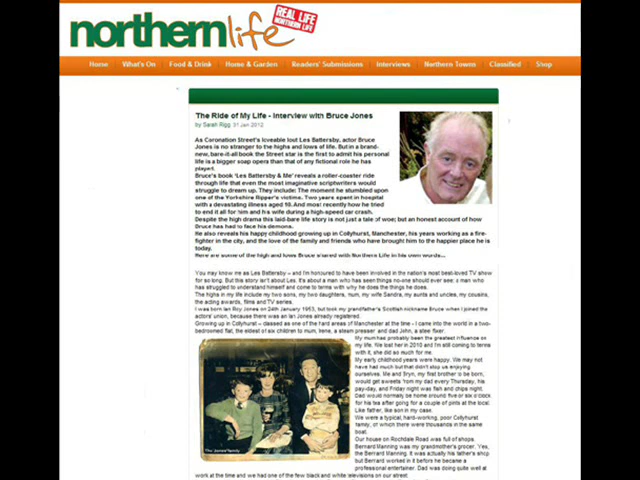 northernlife
REAL LIFE
NORTHERN LIFE
Home What's On Food & Drink Home & Garden Readers' Submissions Interviews Northern Towns Classified Shop
The Ride of My Life - Interview with Bruce Jones
by Sarah Rigg 31 Jan 2012
As Coronation Street's loveable lout Les Battersby, actor Bruce
Jones is no stranger to the highs and lows of life. But in a brand-
new, bare-it-all book the Street star is the first to admit his personal
life is a bigger soap opera than that of any fictional role he has
played.
Bruce's book 'Les Battersby & Me' reveals a roller-coaster ride
through life that even the most imaginative scriptwriters would
struggle to dream up. They include: The moment he stumbled upon
one of the Yorkshire Ripper's victims. Two years spent in hospital
with a devastating illness aged 10. And most recently how he tried
to end it all for him and his wife during a high-speed car crash.
Despite the high drama this laid-bare life story is not just a tale of woe; but an honest account of how
Bruce has had to face his demons.
He also reveals his happy childhood growing up in Collyhurst, Manchester, his years working as a fire-
fighter in the city, and the love of the family and friends who have brought him to the happier place he is
today.
Here are some of the high and lows Bruce shared with Northern Life in his own words...
You may know me as Les Battersby – and I'm honoured to have been involved in the nation's most best-loved TV show
for so long. But this story isn't about Les. It's about a man who has seen things no-one should ever see: a man who
has struggled to understand himself and come to terms with why he does the things he does.
The highs in my life include my two sons, my two daughters, mum, my wife Sandra, my aunts and uncles, my cousins,
the acting awards, films and TV series.
I was born Ian Roy Jones on 24th January 1953, but took my grandfather's Scottish nickname Bruce when I joined the
actors' union, because there was an Ian Jones already registered.
Growing up in Collyhurst – classed as one of the hard areas of Manchester at the time – I came into the world in a two-
bedroomed flat, the eldest of six children to mum, Irene, a steam presser and dad John, a steel fixer.
My mum has probably been the greatest influence on
my life. We lost her in 2010 and I'm still coming to terms
with it, she did so much for me.
My early childhood years were happy. We may not
have had much but that didn't stop us enjoying
ourselves. Me and Bryn, my first brother to be born,
would get sweets from my dad every Thursday, his
pay-day, and Friday night was fish and chips night.
Dad would normally be home around five or six o'clock
for his tea after going for a couple of pints at the local.
Like father, like son in my case.
We were a typical, hard-working, poor Collyhurst
family, of which there were thousands in the same
boat.
Our house on Rochdale Road was full of shops.
Bernard Manning was my grandmother's grocer. Yes,
the Bernard Manning. It was actually his father's shop
but Bernard worked in it before he became a
professional entertainer. Dad was doing quite well at
work at the time and we had one of the few black and white televisions on our street.
The Jones family